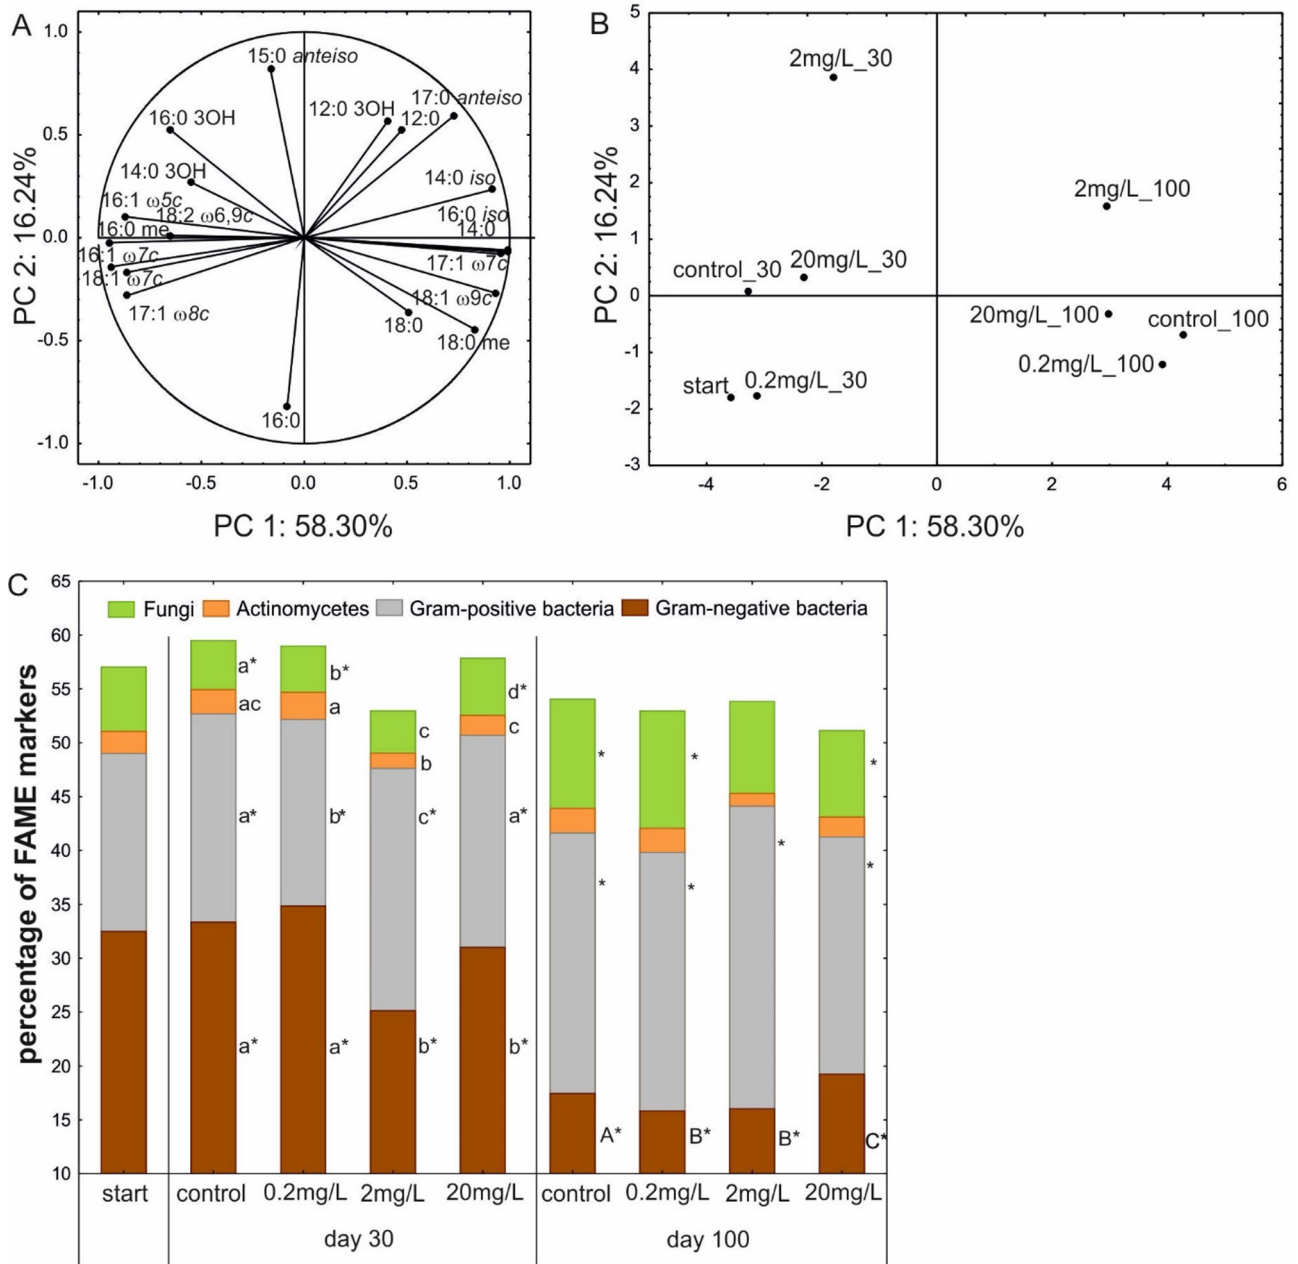 A
1.0
0.5
0.0
-0.5
-1.0
PC 2: 16.24%
15:0 anteiso
17:0 anteiso
12:0 3OH
12:0
16:0 3OH
14:0 3OH
14:0 iso
16:1 ω5c
18:2 ω6,9c
16:0 iso
16:0 me
14:0
16:1 ω7c
17:1 ω7c
18:1 ω7c
18:1 ω9c
17:1 ω8c
18:0
18:0 me
16:0
-1.0 -0.5 0.0 0.5 1.0
PC 1: 58.30%
B
5
4
3
2
1
0
-1
-2
-3
PC 2: 16.24%
2mg/L_30
2mg/L_100
control_30 20mg/L_30
20mg/L_100 control_100
0.2mg/L_100
start 0.2mg/L_30
-4 -2 0 2 4 6
PC 1: 58.30%
C
65
60
55
50
45
40
35
30
25
20
15
10
percentage of FAME markers
Fungi Actinomycetes Gram-positive bacteria Gram-negative bacteria
a* b* d*
ac a c
c
b
* * *
a* b* c* a*
* * * *
a* a* b* b*
A* B* B* C*
start control 0.2mg/L 2mg/L 20mg/L control 0.2mg/L 2mg/L 20mg/L
day 30 day 100